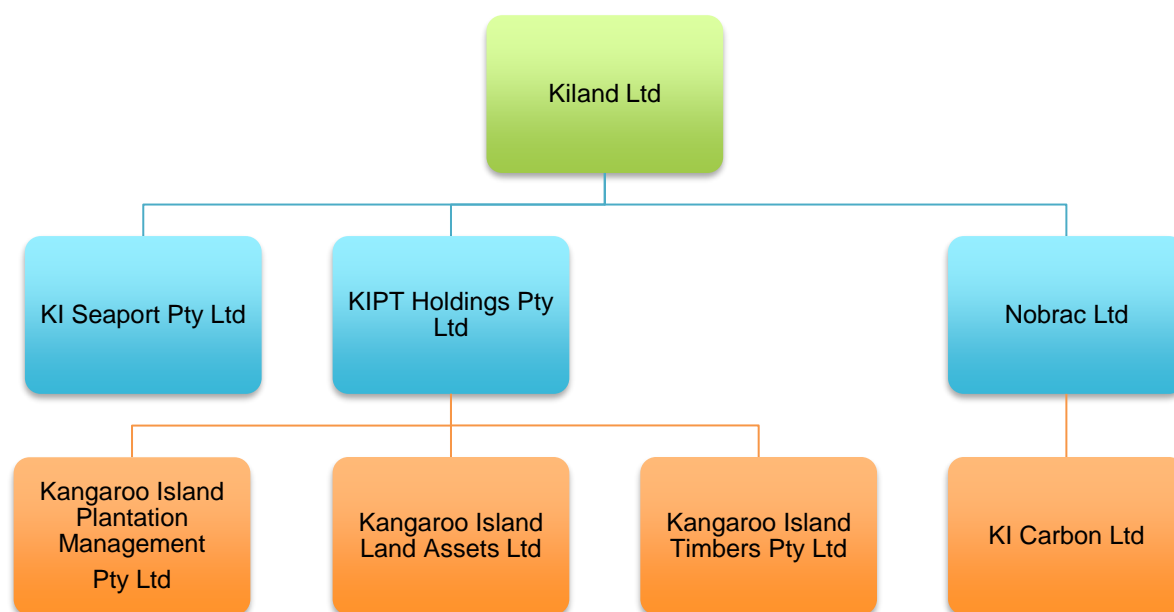 Kiland Ltd
KI Seaport Pty Ltd
KIPT Holdings Pty
Ltd
Nobrac Ltd
Kangaroo Island
Plantation
Management
Pty Ltd
Kangaroo Island
Land Assets Ltd
Kangaroo Island
Timbers Pty Ltd
KI Carbon Ltd